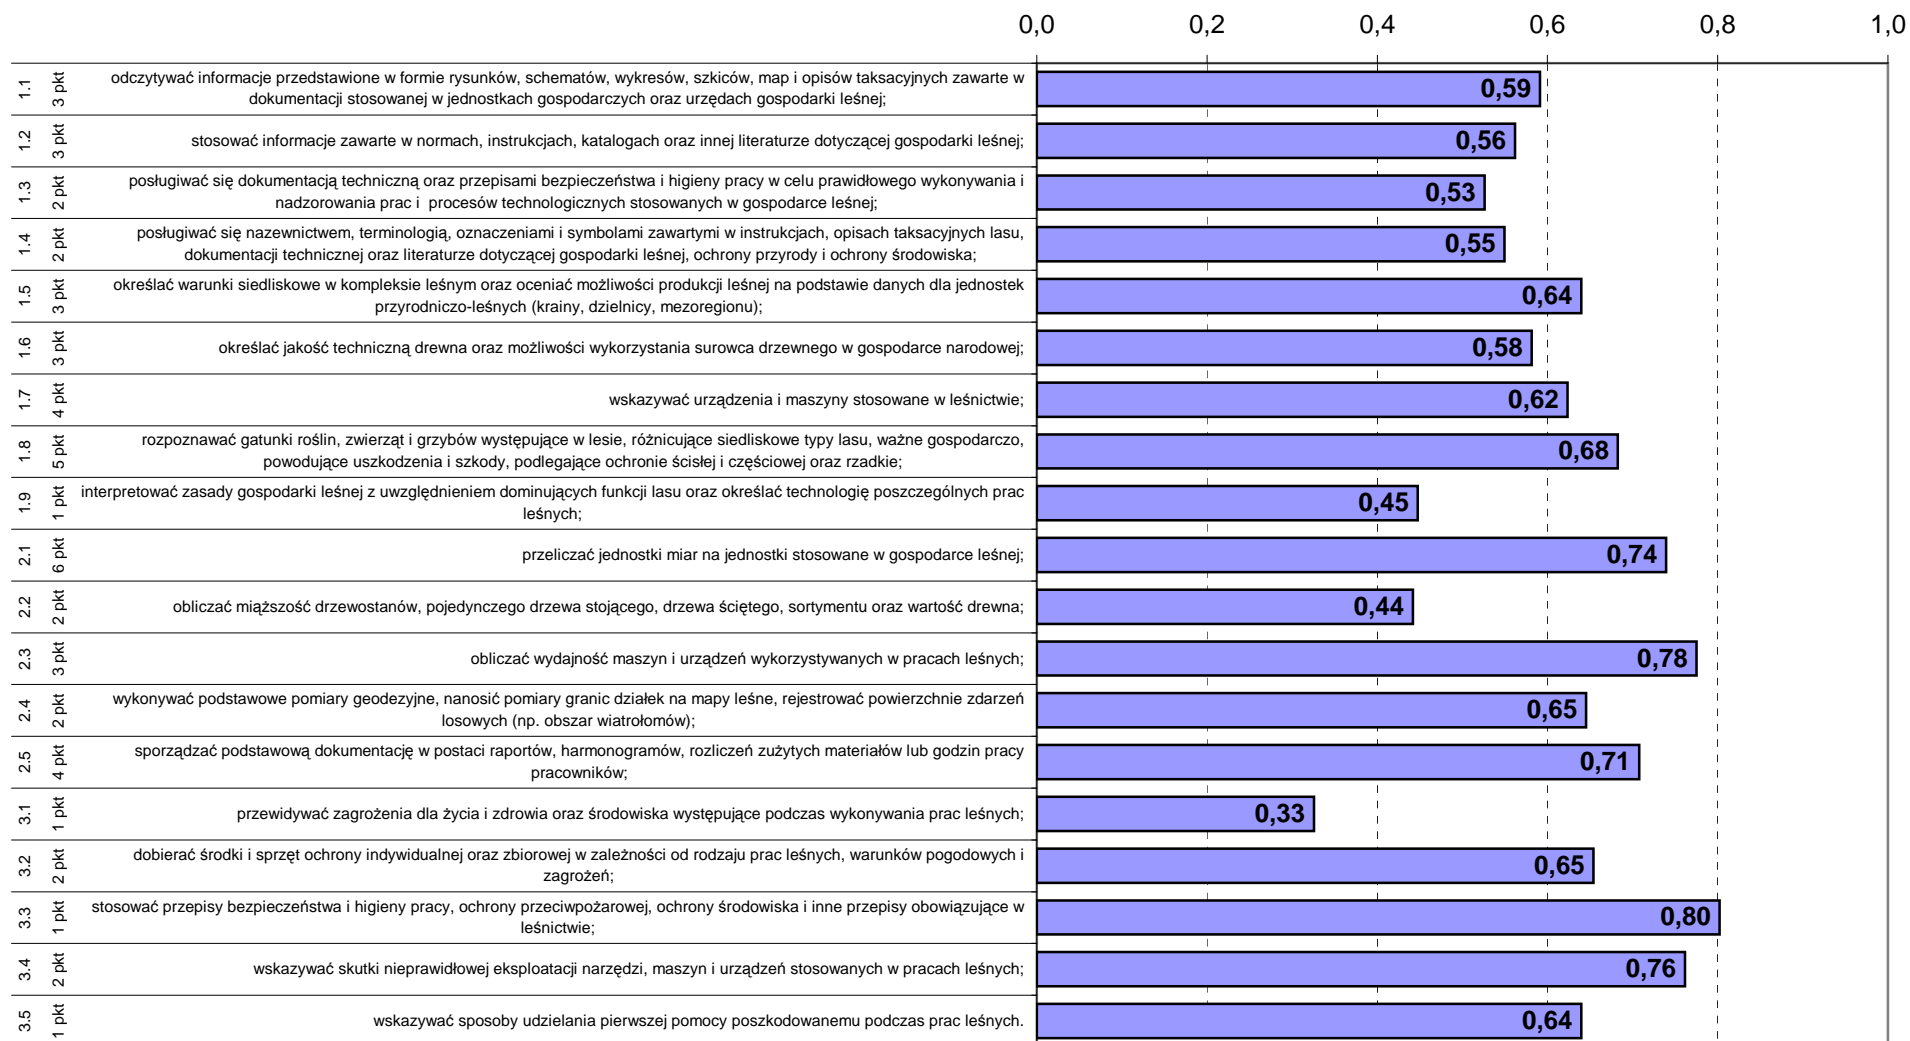 0,0 0,2 0,4 0,6 0,8 1,0
1.1
3 pkt
odczytywać informacje przedstawione w formie rysunków, schematów, wykresów, szkiców, map i opisów taksacyjnych zawarte w
dokumentacji stosowanej w jednostkach gospodarczych oraz urzędach gospodarki leśnej;
0,59
1.2
3 pkt
stosować informacje zawarte w normach, instrukcjach, katalogach oraz innej literaturze dotyczącej gospodarki leśnej;
0,56
1.3
2 pkt
posługiwać się dokumentacją techniczną oraz przepisami bezpieczeństwa i higieny pracy w celu prawidłowego wykonywania i
nadzorowania prac i procesów technologicznych stosowanych w gospodarce leśnej;
0,53
1.4
2 pkt
posługiwać się nazewnictwem, terminologią, oznaczeniami i symbolami zawartymi w instrukcjach, opisach taksacyjnych lasu,
dokumentacji technicznej oraz literaturze dotyczącej gospodarki leśnej, ochrony przyrody i ochrony środowiska;
0,55
1.5
3 pkt
określać warunki siedliskowe w kompleksie leśnym oraz oceniać możliwości produkcji leśnej na podstawie danych dla jednostek
przyrodniczo-leśnych (krainy, dzielnicy, mezoregionu);
0,64
1.6
3 pkt
określać jakość techniczną drewna oraz możliwości wykorzystania surowca drzewnego w gospodarce narodowej;
0,58
1.7
4 pkt
wskazywać urządzenia i maszyny stosowane w leśnictwie;
0,62
1.8
5 pkt
rozpoznawać gatunki roślin, zwierząt i grzybów występujące w lesie, różnicujące siedliskowe typy lasu, ważne gospodarczo,
powodujące uszkodzenia i szkody, podlegające ochronie ścisłej i częściowej oraz rzadkie;
0,68
1.9
1 pkt
interpretować zasady gospodarki leśnej z uwzględnieniem dominujących funkcji lasu oraz określać technologię poszczególnych prac
leśnych;
0,45
2.1
6 pkt
przeliczać jednostki miar na jednostki stosowane w gospodarce leśnej;
0,74
2.2
2 pkt
obliczać miąższość drzewostanów, pojedynczego drzewa stojącego, drzewa ściętego, sortymentu oraz wartość drewna;
0,44
2.3
3 pkt
obliczać wydajność maszyn i urządzeń wykorzystywanych w pracach leśnych;
0,78
2.4
2 pkt
wykonywać podstawowe pomiary geodezyjne, nanosić pomiary granic działek na mapy leśne, rejestrować powierzchnie zdarzeń
losowych (np. obszar wiatrołomów);
0,65
2.5
4 pkt
sporządzać podstawową dokumentację w postaci raportów, harmonogramów, rozliczeń zużytych materiałów lub godzin pracy
pracowników;
0,71
3.1
1 pkt
przewidywać zagrożenia dla życia i zdrowia oraz środowiska występujące podczas wykonywania prac leśnych;
0,33
3.2
2 pkt
dobierać środki i sprzęt ochrony indywidualnej oraz zbiorowej w zależności od rodzaju prac leśnych, warunków pogodowych i
zagrożeń;
0,65
3.3
1 pkt
stosować przepisy bezpieczeństwa i higieny pracy, ochrony przeciwpożarowej, ochrony środowiska i inne przepisy obowiązujące w
leśnictwie;
0,80
3.4
2 pkt
wskazywać skutki nieprawidłowej eksploatacji narzędzi, maszyn i urządzeń stosowanych w pracach leśnych;
0,76
3.5
1 pkt
wskazywać sposoby udzielania pierwszej pomocy poszkodowanemu podczas prac leśnych.
0,64